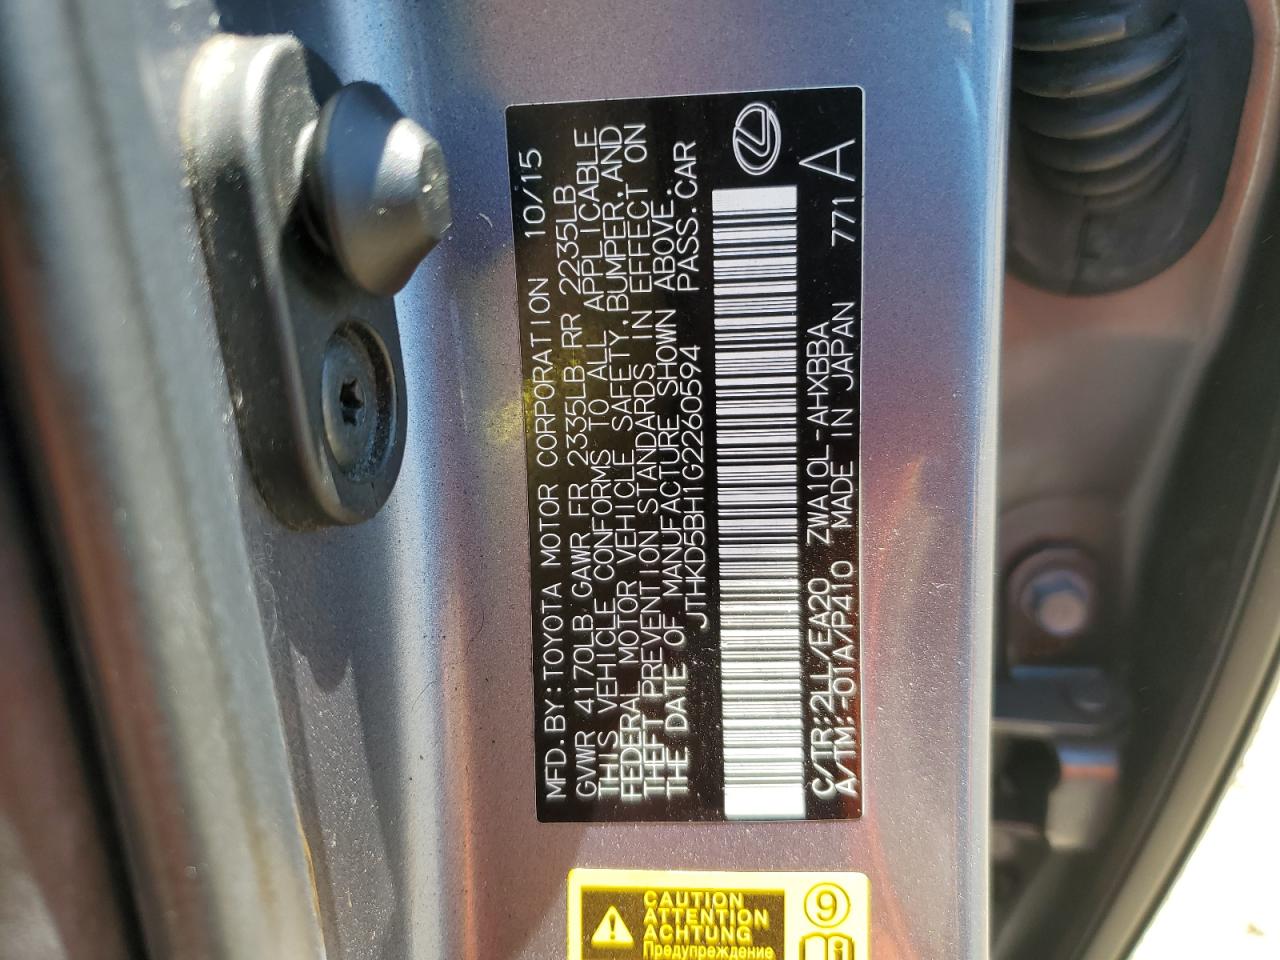 MFD. BY: TOYOTA MOTOR CORPORATION 10/15
GVWR 4170LB GAWR FR 2335LB RR 2235LB
THIS VEHICLE CONFORMS TO ALL APPLICABLE
FEDERAL MOTOR VEHICLE SAFETY, BUMPER, AND
THEFT PREVENTION STANDARDS IN EFFECT ON
THE DATE OF MANUFACTURE SHOWN ABOVE.
JTHKD5BH1G2260594 PASS. CAR
C/TR: 2LL/EA20 ZWA10L-AHXBBA 771 A
A/TM: -01A/P410 MADE IN JAPAN
CAUTION
ATTENTION
ACHTUNG
Предупреждение
9